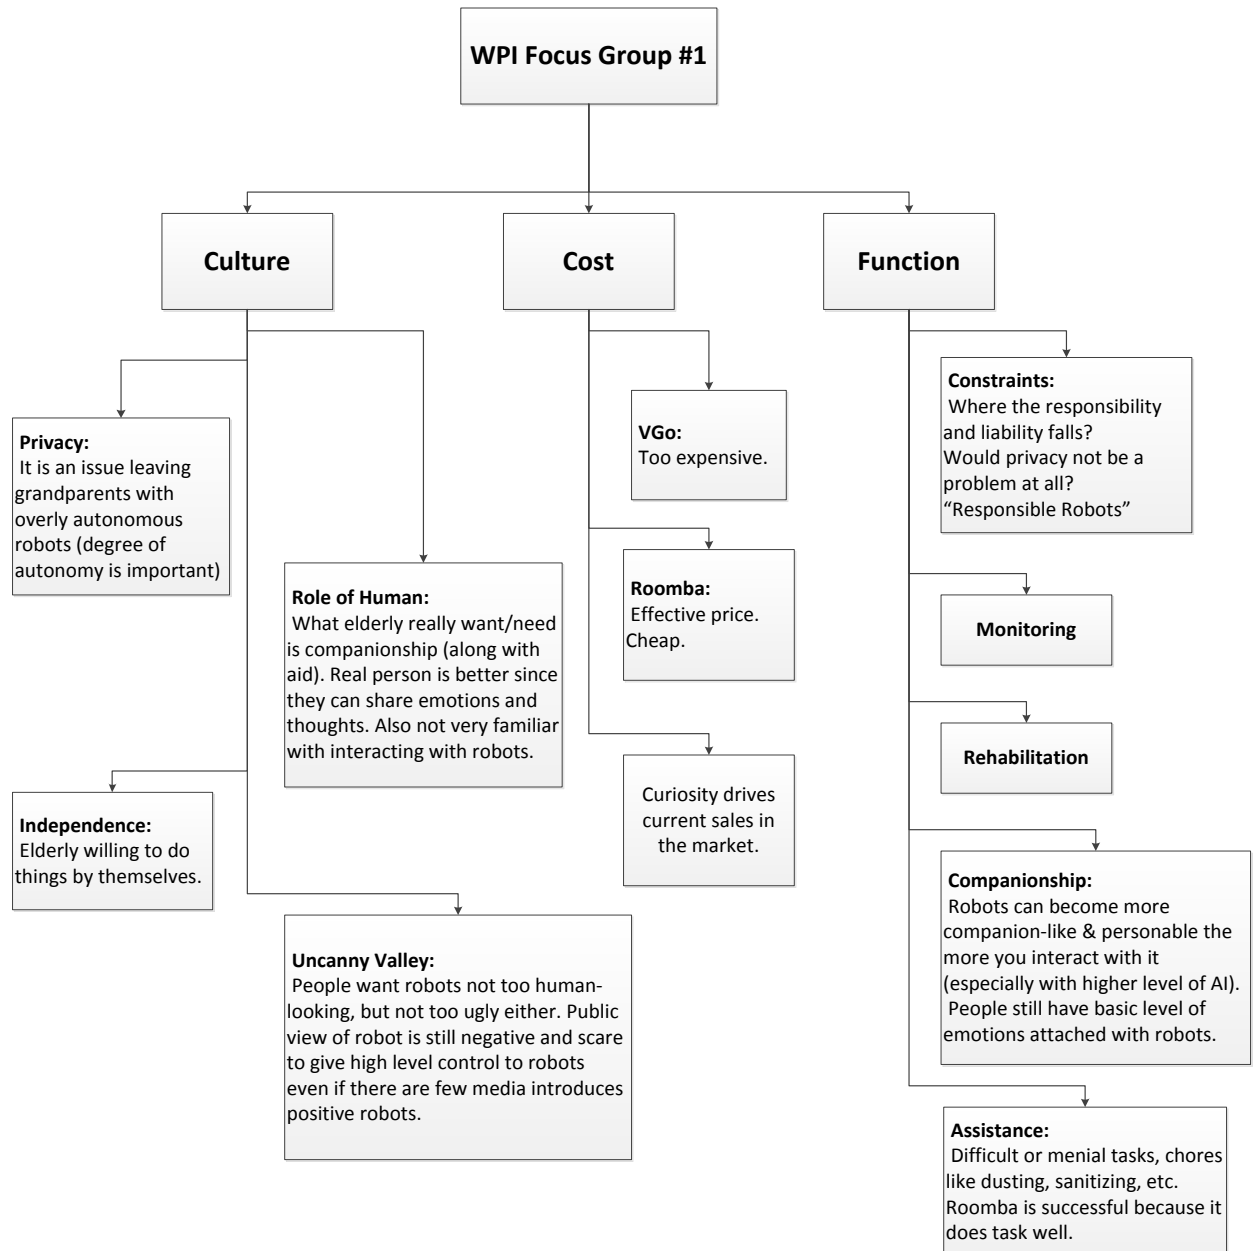 WPI Focus Group #1
Culture
Cost
Function
Privacy:
It is an issue leaving
grandparents with
overly autonomous
robots (degree of
autonomy is important)
Role of Human:
What elderly really want/need
is companionship (along with
aid). Real person is better since
they can share emotions and
thoughts. Also not very familiar
with interacting with robots.
Independence:
Elderly willing to do
things by themselves.
Uncanny Valley:
People want robots not too human-
looking, but not too ugly either. Public
view of robot is still negative and scare
to give high level control to robots
even if there are few media introduces
positive robots.
VGo:
Too expensive.
Roomba:
Effective price.
Cheap.
Curiosity drives
current sales in
the market.
Constraints:
Where the responsibility
and liability falls?
Would privacy not be a
problem at all?
“Responsible Robots”
Monitoring
Rehabilitation
Companionship:
Robots can become more
companion-like & personable the
more you interact with it
(especially with higher level of AI).
People still have basic level of
emotions attached with robots.
Assistance:
Difficult or menial tasks, chores
like dusting, sanitizing, etc.
Roomba is successful because it
does task well.